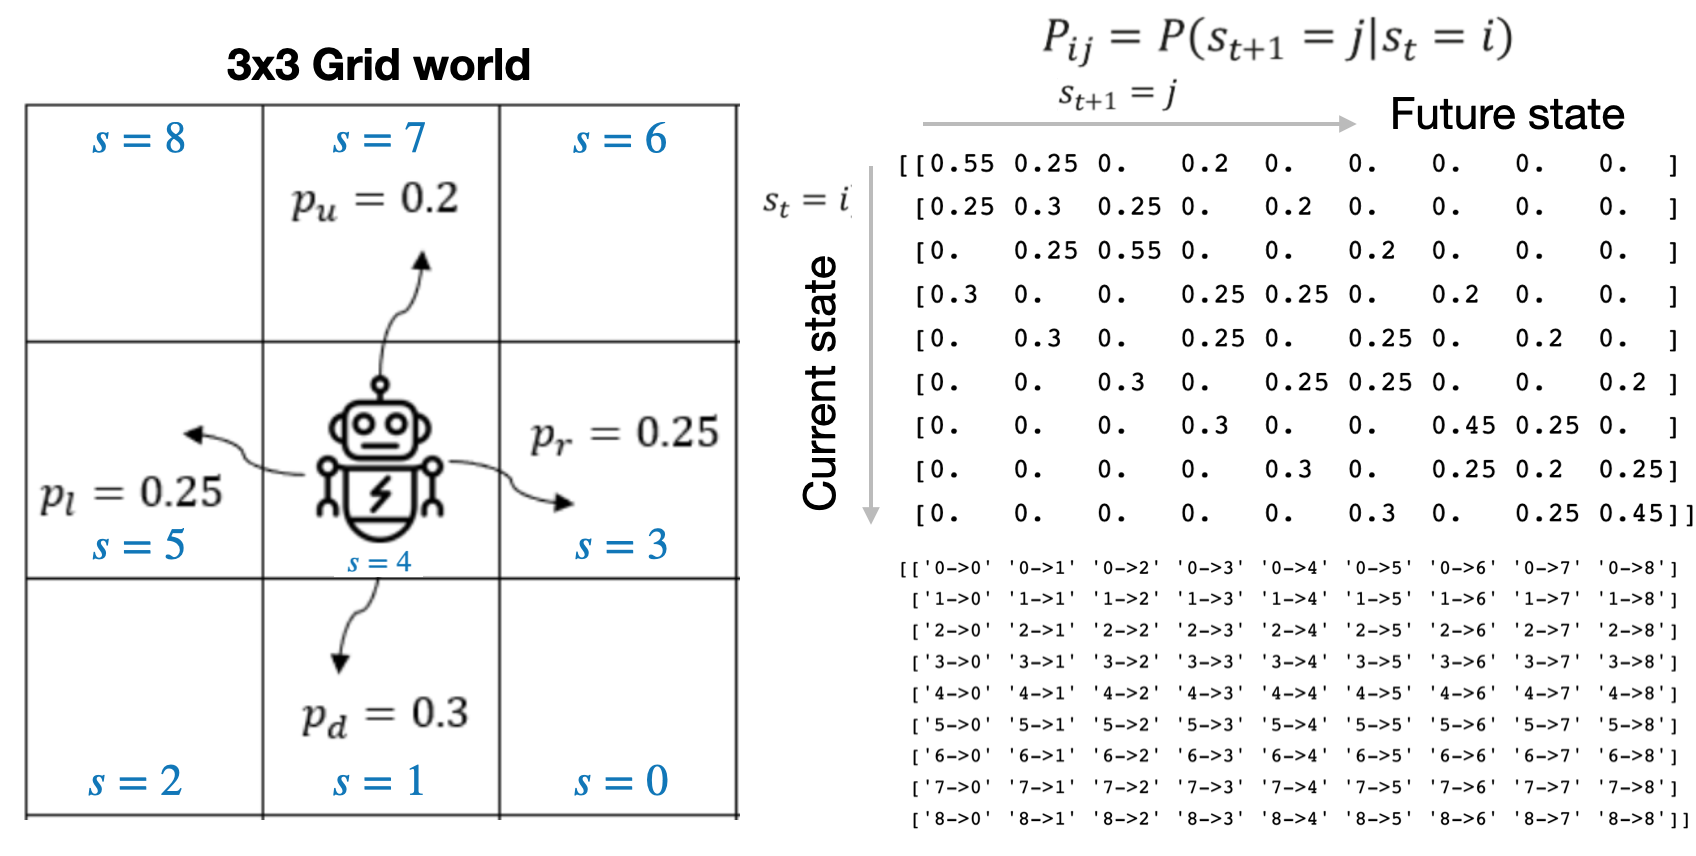 3x3 Grid world
s = 8
s = 7
s = 6
p_u = 0.2
p_r = 0.25
p_l = 0.25
s = 5
s = 4
s = 3
p_d = 0.3
s = 2
s = 1
s = 0
P_{ij} = P(s_{t+1} = j|s_t = i)
s_{t+1} = j
Future state
s_t = i
Current state
[[0.55 0.25 0. 0.2 0. 0. 0. 0. 0. ]
[0.25 0.3 0.25 0. 0.2 0. 0. 0. 0. ]
[0. 0.25 0.55 0. 0. 0.2 0. 0. 0. ]
[0.3 0. 0. 0.25 0.25 0. 0.2 0. 0. ]
[0. 0.3 0. 0.25 0. 0.25 0. 0.2 0. ]
[0. 0. 0.3 0. 0.25 0.25 0. 0. 0.2 ]
[0. 0. 0. 0.3 0. 0. 0.45 0.25 0. ]
[0. 0. 0. 0. 0.3 0. 0.25 0.2 0.25]
[0. 0. 0. 0. 0. 0.3 0. 0.25 0.45]]
[['0->0' '0->1' '0->2' '0->3' '0->4' '0->5' '0->6' '0->7' '0->8']
['1->0' '1->1' '1->2' '1->3' '1->4' '1->5' '1->6' '1->7' '1->8']
['2->0' '2->1' '2->2' '2->3' '2->4' '2->5' '2->6' '2->7' '2->8']
['3->0' '3->1' '3->2' '3->3' '3->4' '3->5' '3->6' '3->7' '3->8']
['4->0' '4->1' '4->2' '4->3' '4->4' '4->5' '4->6' '4->7' '4->8']
['5->0' '5->1' '5->2' '5->3' '5->4' '5->5' '5->6' '5->7' '5->8']
['6->0' '6->1' '6->2' '6->3' '6->4' '6->5' '6->6' '6->7' '6->8']
['7->0' '7->1' '7->2' '7->3' '7->4' '7->5' '7->6' '7->7' '7->8']
['8->0' '8->1' '8->2' '8->3' '8->4' '8->5' '8->6' '8->7' '8->8']]